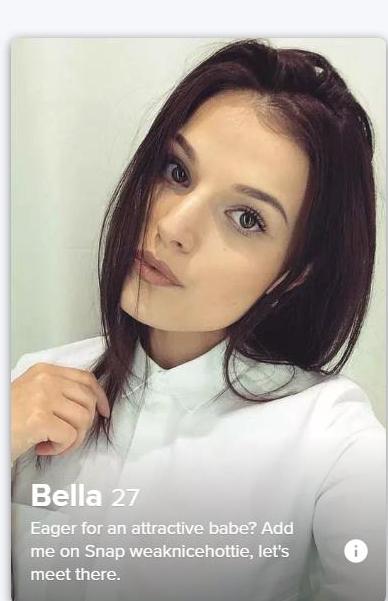 Bella 27
Eager for an attractive babe? Add
me on Snap weaknicehottie, let's
meet there.